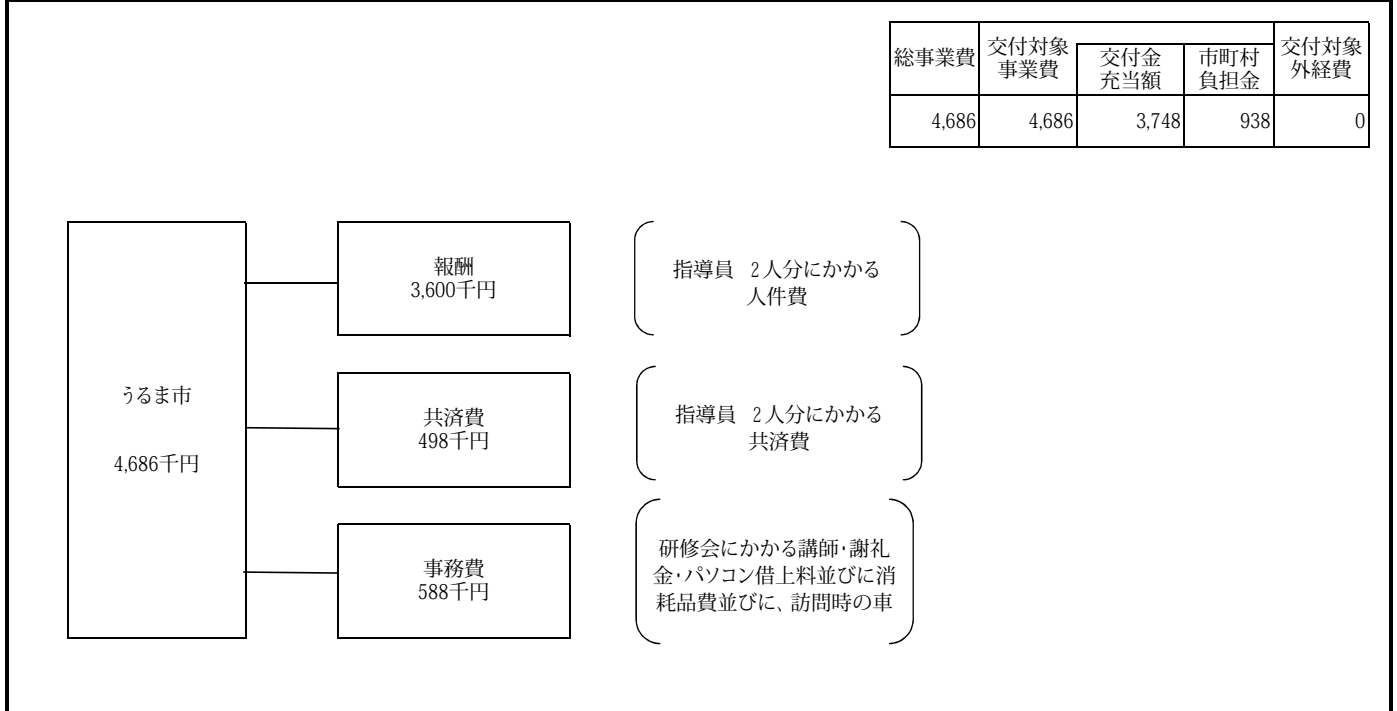 総事業費 交付対象 事業費 交付金 充当額 市町村 負担金 交付対象 外経費
4,686 4,686 3,748 938 0
うるま市
4,686千円
報酬
3,600千円
指導員 2人分にかかる
人件費
共済費
498千円
指導員 2人分にかかる
共済費
事務費
588千円
研修会にかかる講師・謝礼
金・パソコン借上料並びに消
耗品費並びに、訪問時の車